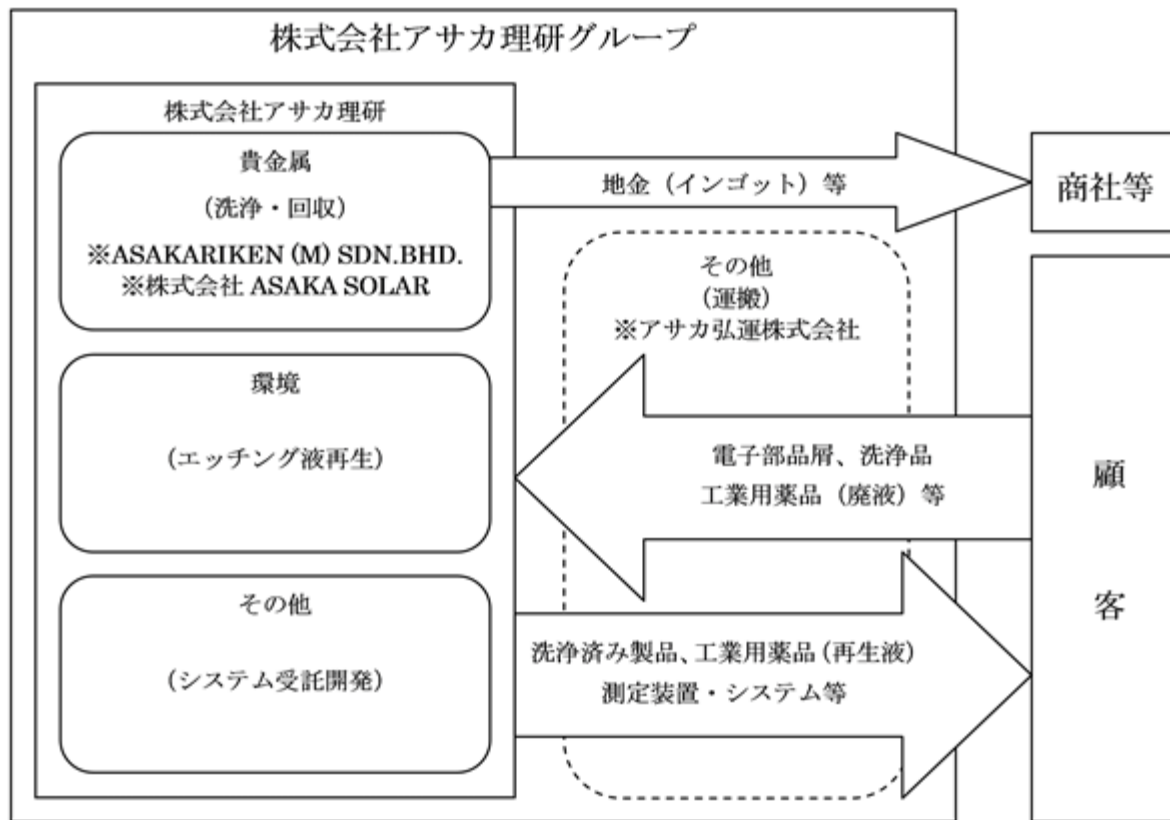 株式会社アサカ理研グループ
株式会社アサカ理研
貴金属
(洗浄・回収)
※ASAKARIKEN (M) SDN.BHD.
※株式会社 ASAKA SOLAR
地金(インゴット)等
商社等
その他
(運搬)
※アサカ弘運株式会社
環境
(エッチング液再生)
電子部品屑、洗浄品
工業用薬品(廃液)等
その他
(システム受託開発)
洗浄済み製品、工業用薬品(再生液)
測定装置・システム等
顧
客